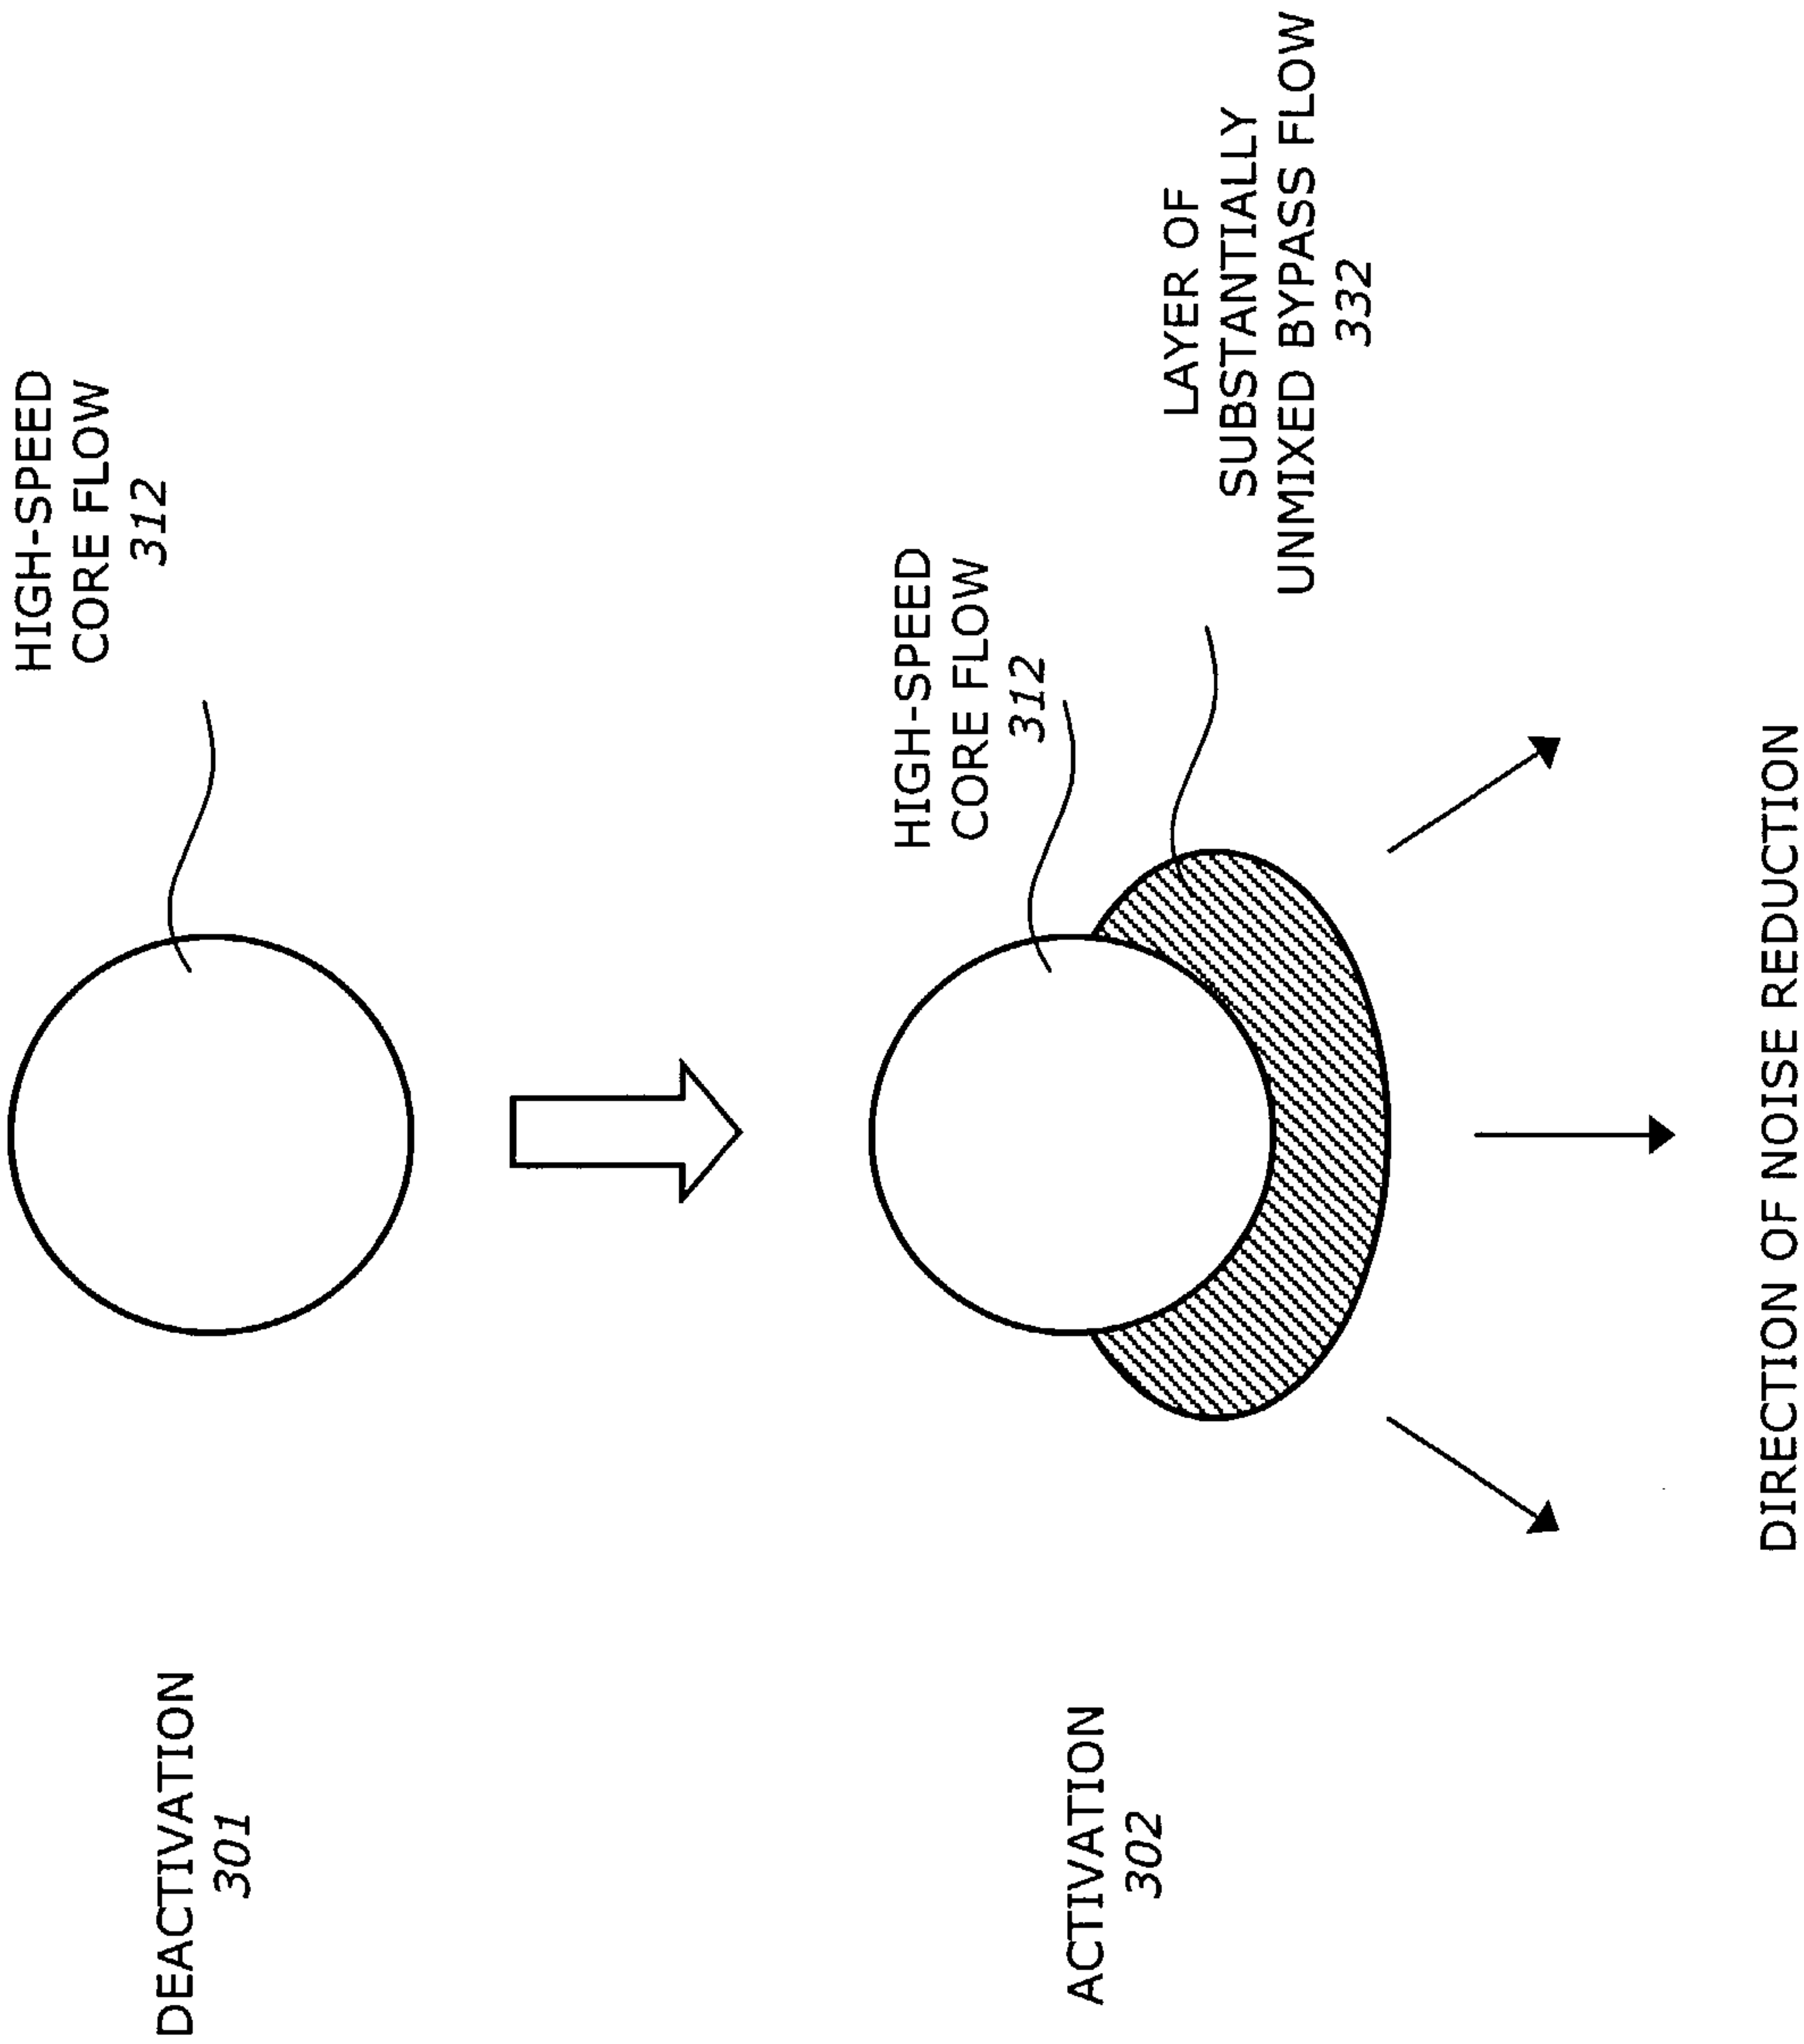 DEACTIVATION
301
HIGH-SPEED
CORE FLOW
312
ACTIVATION
302
HIGH-SPEED
CORE FLOW
312
LAYER OF
SUBSTANTIALLY
UNMIXED BYPASS FLOW
332
DIRECTION OF NOISE REDUCTION